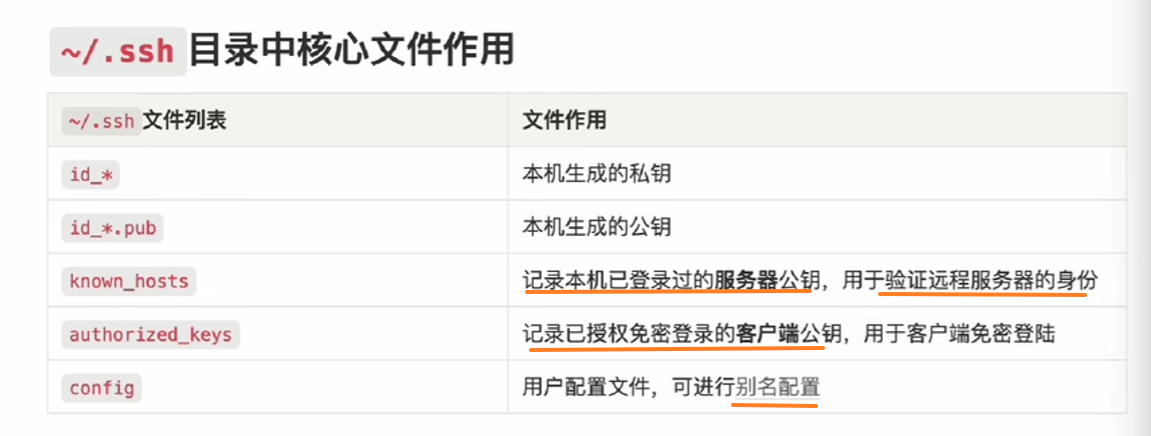 ~/.ssh目录中核心文件作用
~/.ssh文件列表 文件作用
id_* 本机生成的私钥
id_*.pub 本机生成的公钥
known_hosts 记录本机已登录过的服务器公钥，用于验证远程服务器的身份
authorized_keys 记录已授权免密登录的客户端公钥，用于客户端免密登陆
config 用户配置文件，可进行别名配置